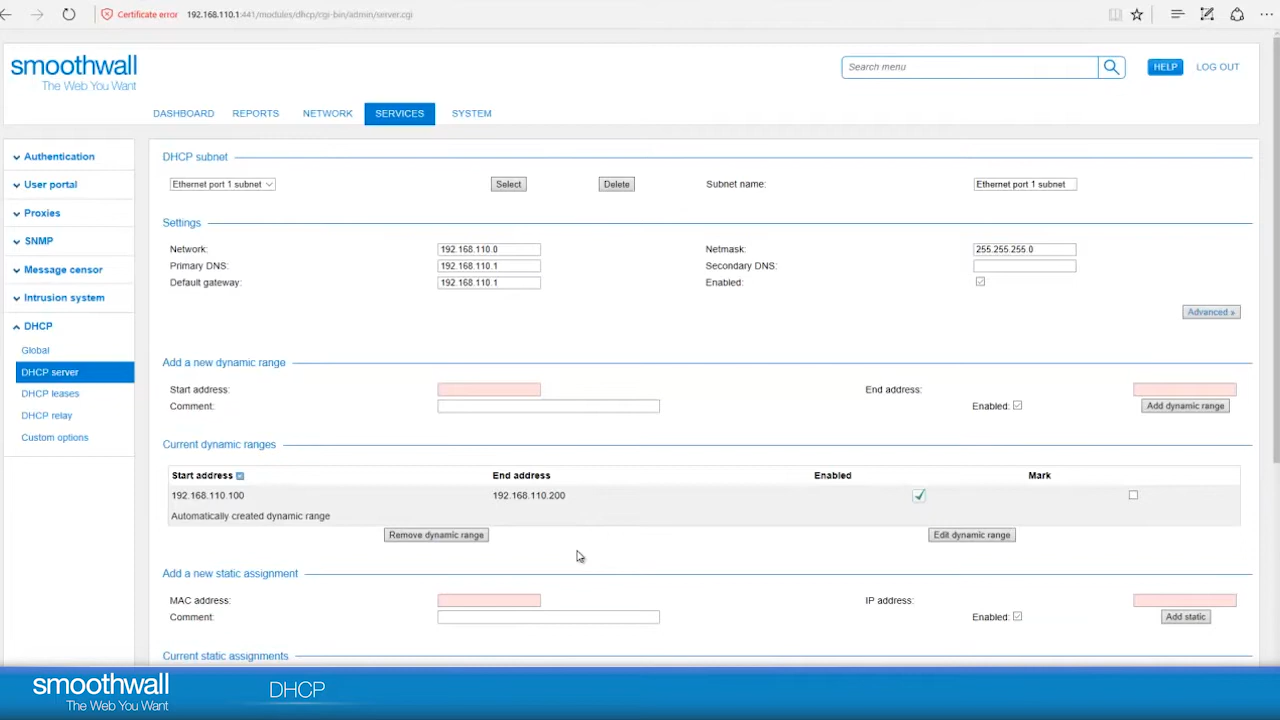 Certificate error 192.168.110.1:441/modules/dhcp/cgi-bin/admin/server.cgi
smoothwall
The Web You Want
Search menu
HELP LOG OUT
DASHBOARD REPORTS NETWORK SERVICES SYSTEM
Authentication
User portal
Proxies
SNMP
Message censor
Intrusion system
DHCP
Global
DHCP server
DHCP leases
DHCP relay
Custom options
DHCP subnet
Ethernet port 1 subnet Select Delete Subnet name: Ethernet port 1 subnet
Settings
Network: 192.168.110.0 Netmask: 255.255.255.0
Primary DNS: 192.168.110.1 Secondary DNS:
Default gateway: 192.168.110.1 Enabled:
Advanced »
Add a new dynamic range
Start address: End address:
Comment: Enabled: Add dynamic range
Current dynamic ranges
Start address End address Enabled Mark
192.168.110.100 192.168.110.200
Automatically created dynamic range
Remove dynamic range Edit dynamic range
Add a new static assignment
MAC address: IP address:
Comment: Enabled: Add static
Current static assignments
smoothwall
The Web You Want
DHCP